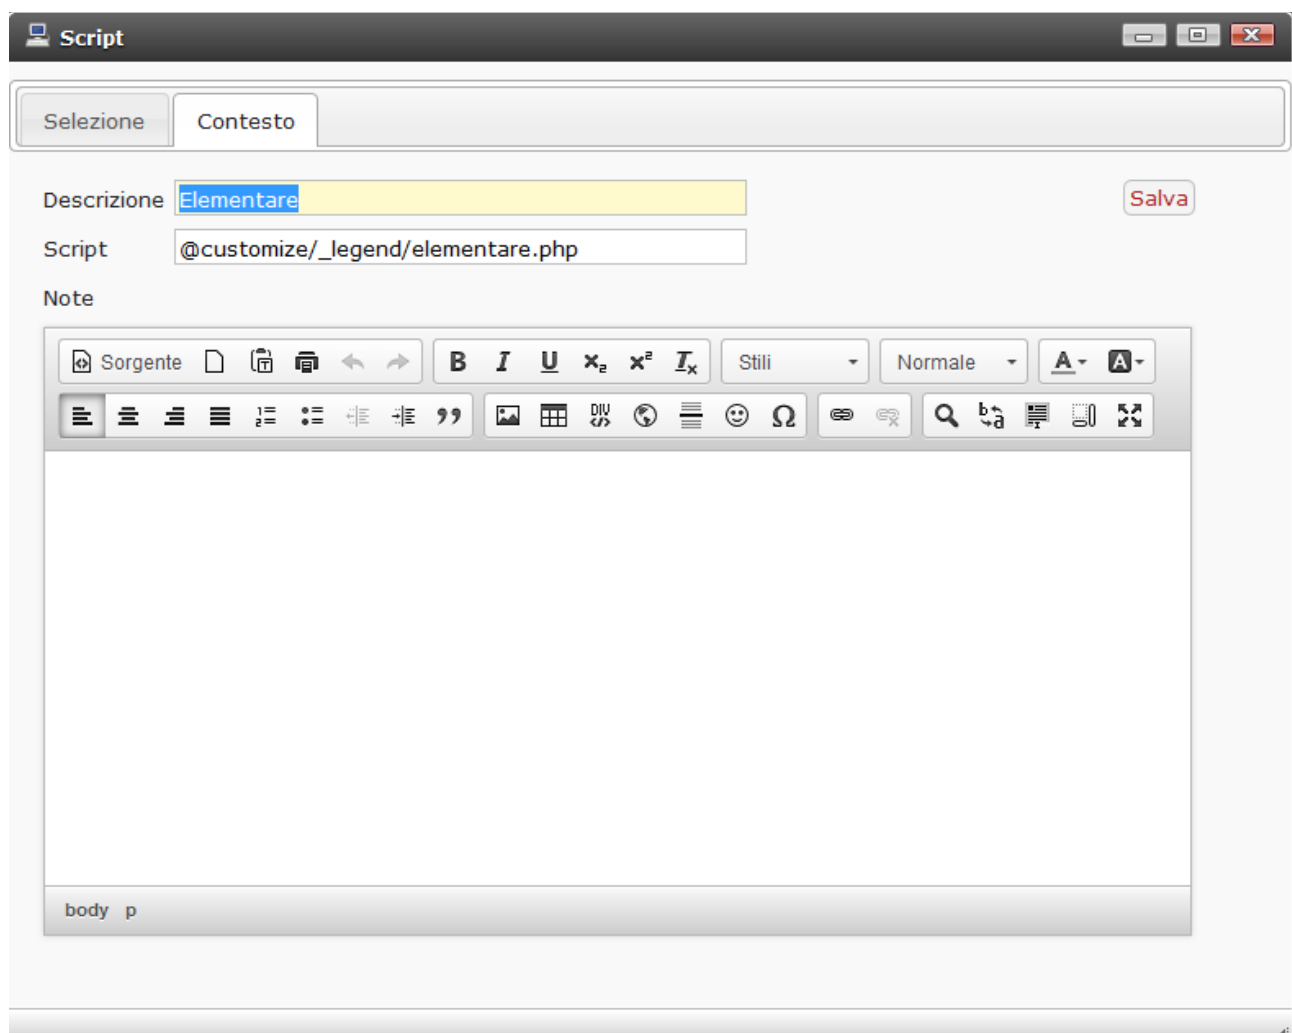 Script
Selezione Contesto
Descrizione Elementare Salva
Script @customize/_legend/elementare.php
Note
Sorgente Stili Normale
body p